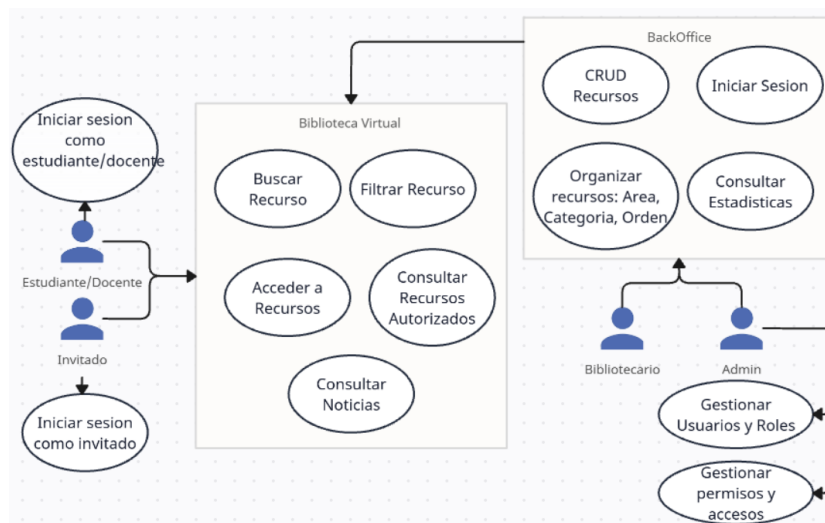 Iniciar sesion
como
estudiante/docente
Estudiante/Docente
Invitado
Iniciar sesion
como invitado
Biblioteca Virtual
Buscar
Recurso
Filtrar Recurso
Acceder a
Recursos
Consultar
Recursos
Autorizados
Consultar
Noticias
BackOffice
CRUD
Recursos
Iniciar Sesion
Organizar
recursos: Area,
Categoria, Orden
Consultar
Estadisticas
Bibliotecario
Admin
Gestionar
Usuarios y Roles
Gestionar
permisos y
accesos